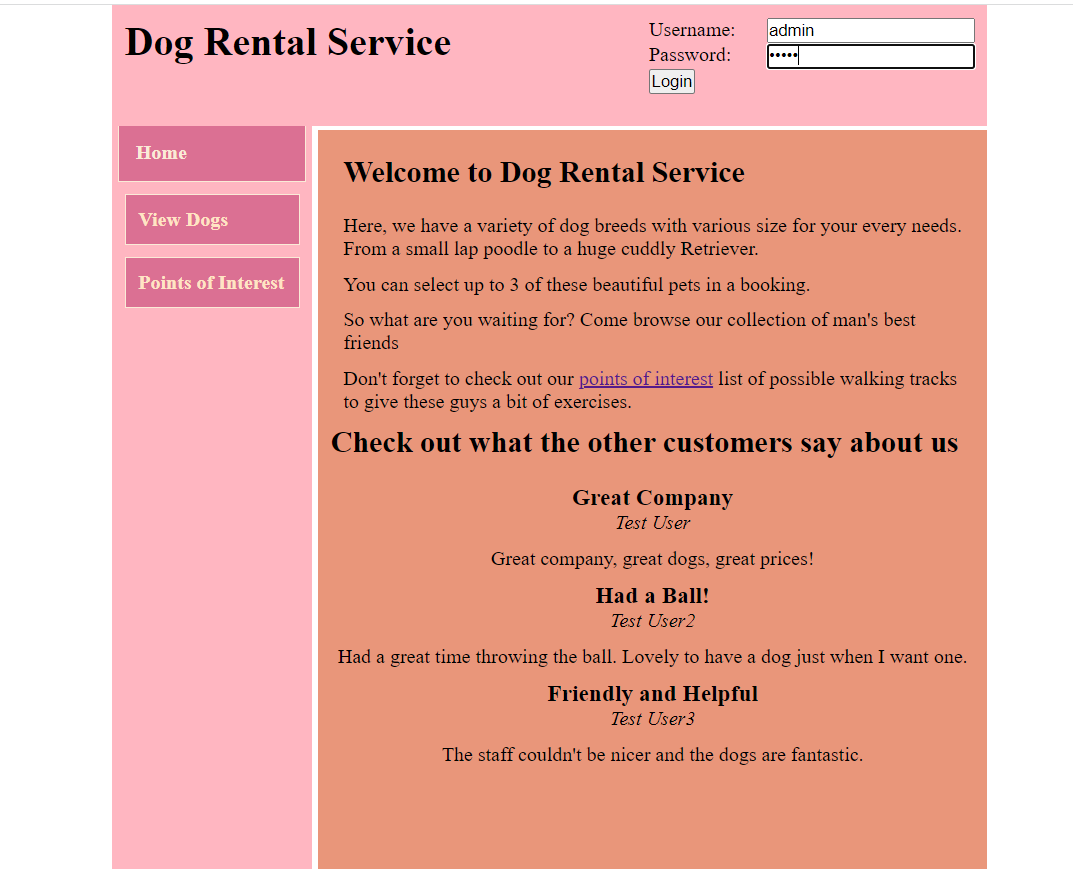 Dog Rental Service
Username: admin
Password: •••••
Login
Home
View Dogs
Points of Interest
Welcome to Dog Rental Service
Here, we have a variety of dog breeds with various size for your every needs.
From a small lap poodle to a huge cuddly Retriever.
You can select up to 3 of these beautiful pets in a booking.
So what are you waiting for? Come browse our collection of man's best
friends
Don't forget to check out our points of interest list of possible walking tracks
to give these guys a bit of exercises.
Check out what the other customers say about us
Great Company
Test User
Great company, great dogs, great prices!
Had a Ball!
Test User2
Had a great time throwing the ball. Lovely to have a dog just when I want one.
Friendly and Helpful
Test User3
The staff couldn't be nicer and the dogs are fantastic.